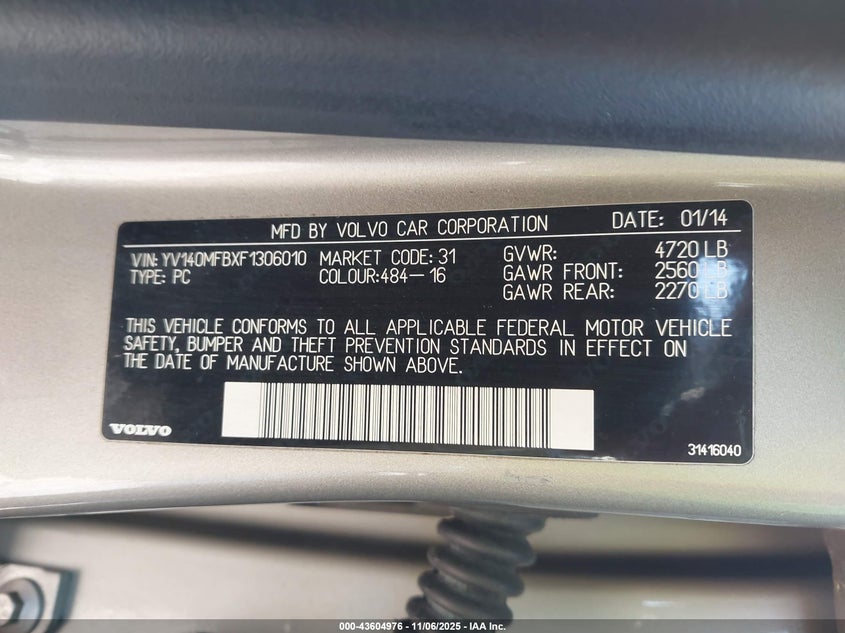 MFD BY VOLVO CAR CORPORATION DATE: 01/14
VIN: YV140MFBXF1306010 MARKET CODE: 31 GVWR: 4720 LB
TYPE: PC COLOUR:484-16 GAWR FRONT: 2560 LB
GAWR REAR: 2270 LB
THIS VEHICLE CONFORMS TO ALL APPLICABLE FEDERAL MOTOR VEHICLE
SAFETY, BUMPER AND THEFT PREVENTION STANDARDS IN EFFECT ON
THE DATE OF MANUFACTURE SHOWN ABOVE.
VOLVO 31416040
000-43604976 - 11/06/2025 - IAA Inc.